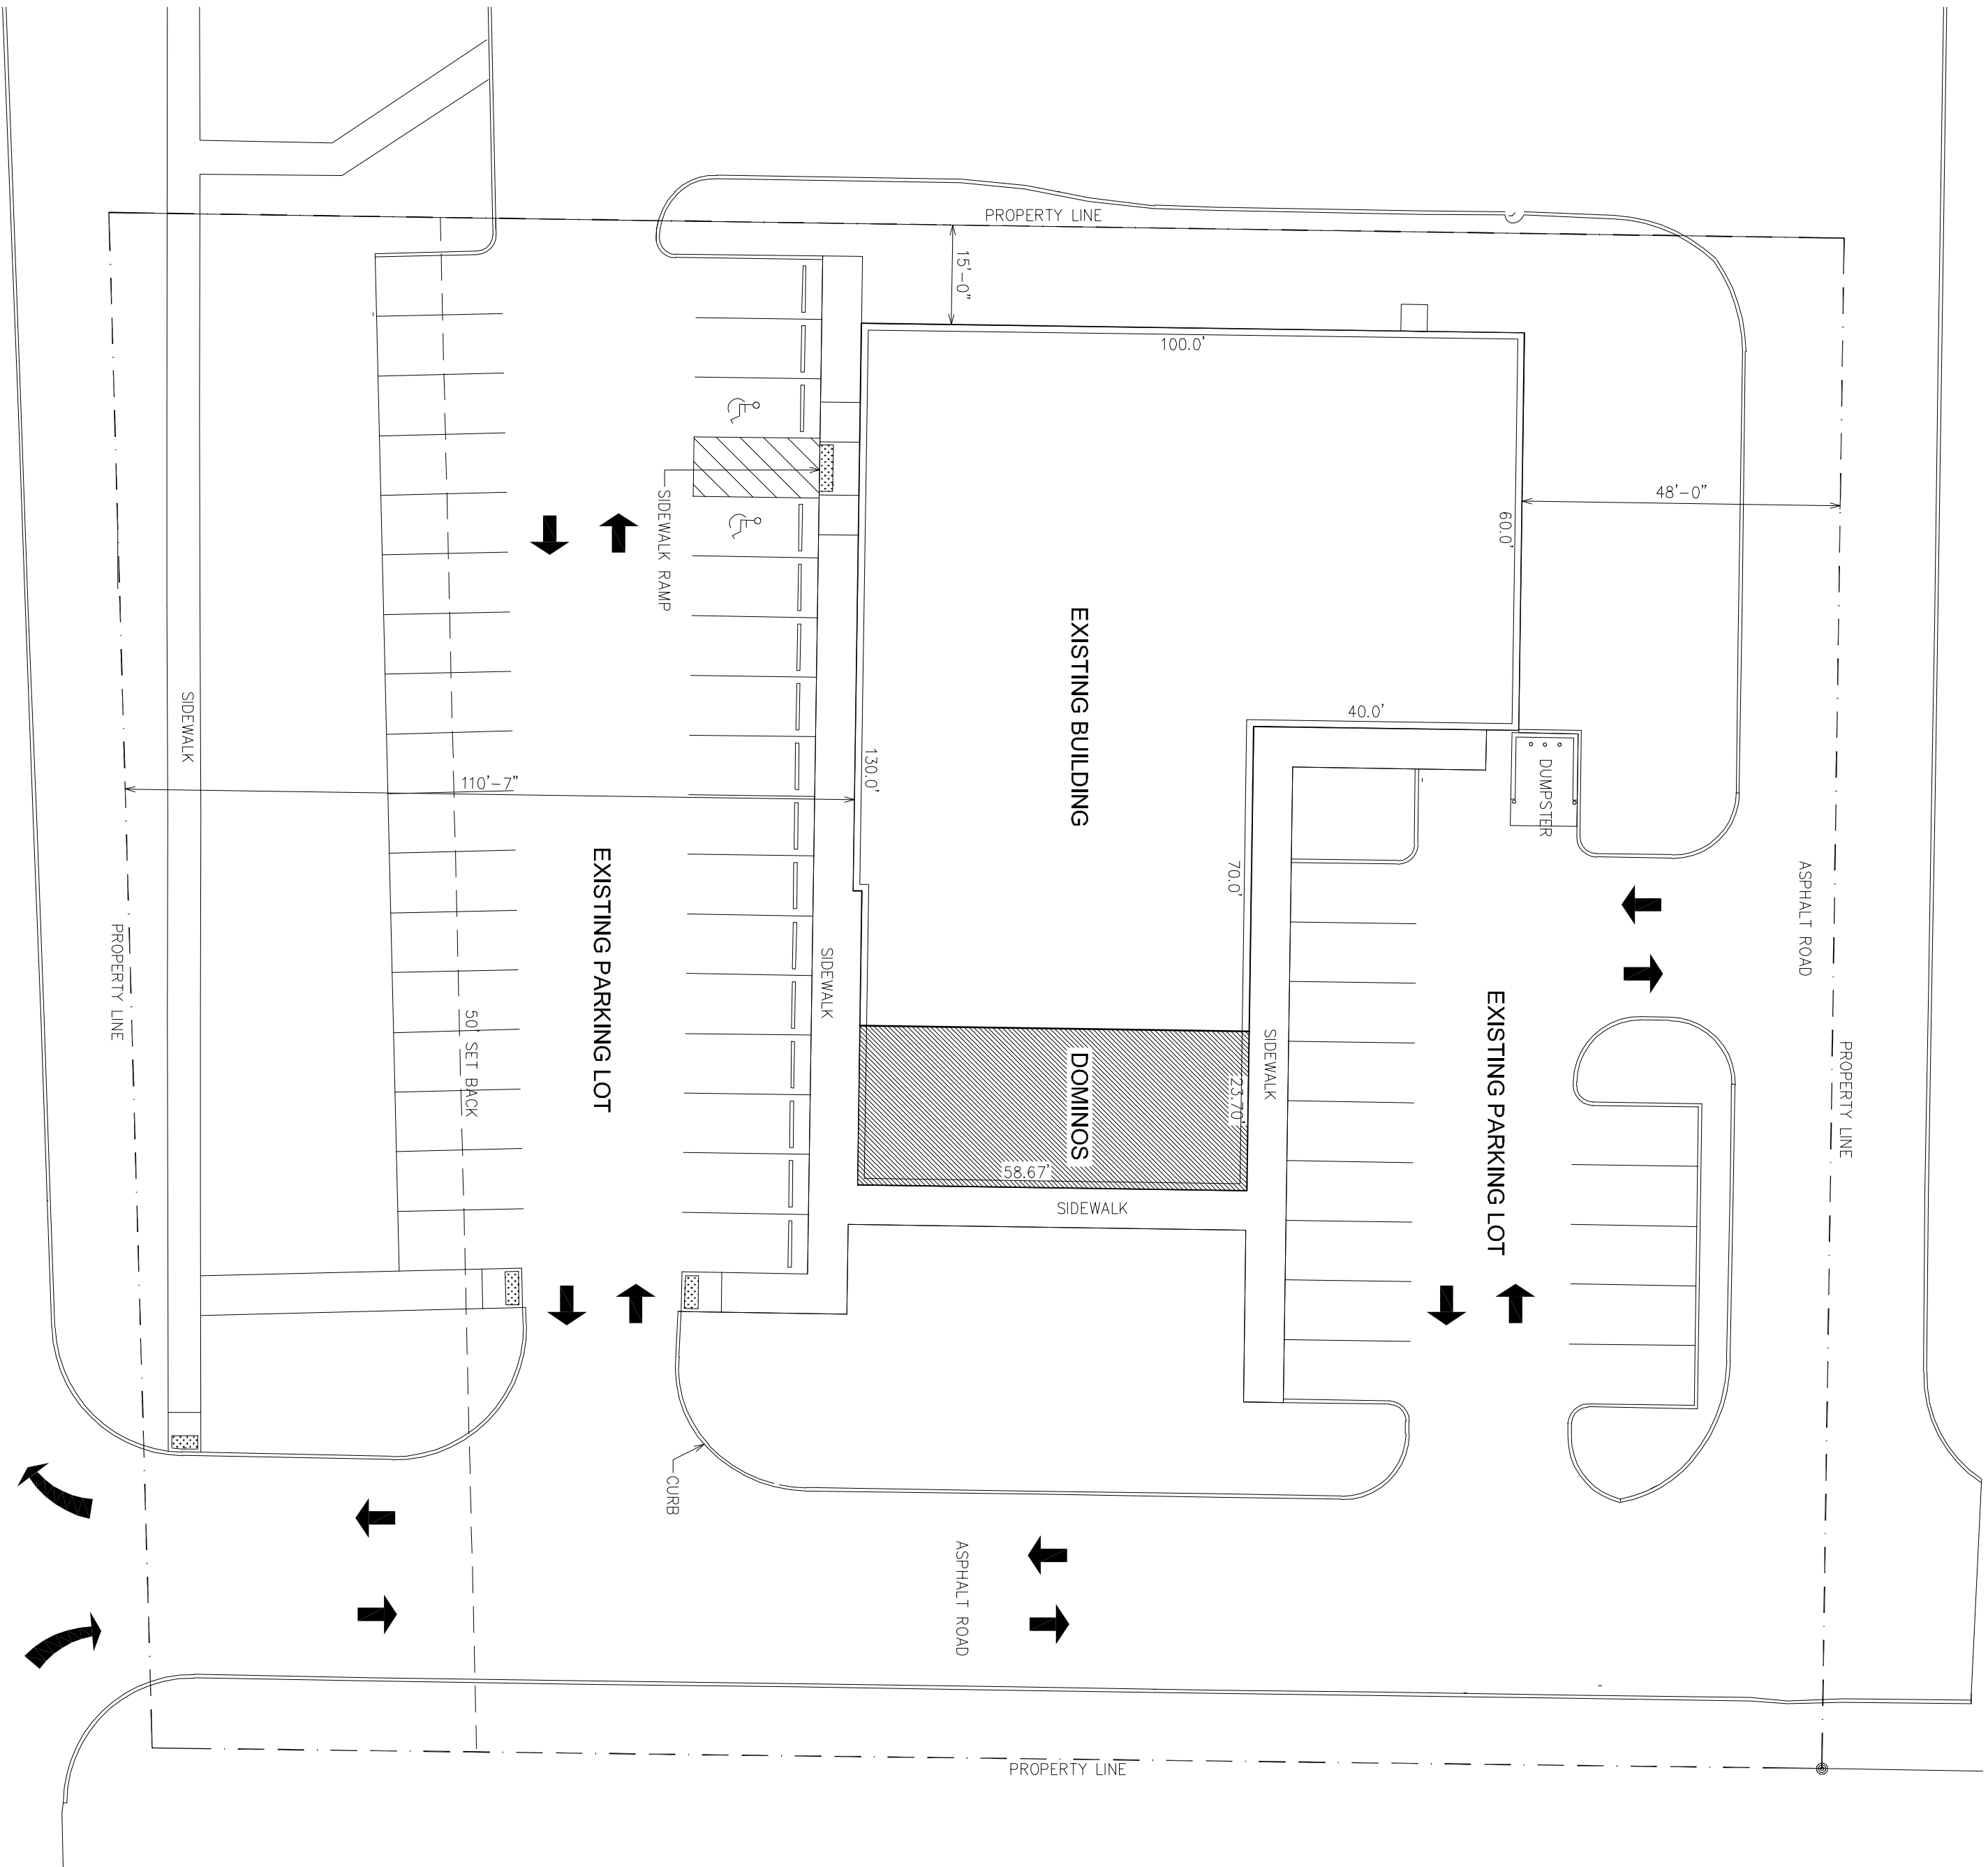 PROPERTY LINE
15'-0"
100.0'
48'-0"
60.0'
SIDEWALK RAMP
EXISTING BUILDING
SIDEWALK
40.0'
110'-7"
130.0'
DUMPSTER
70.0'
ASPHALT ROAD
EXISTING PARKING LOT
PROPERTY LINE
SIDEWALK
50' SET BACK
EXISTING PARKING LOT
SIDEWALK
PROPERTY LINE
DOMINOS
23.70'
58.67'
SIDEWALK
CURB
ASPHALT ROAD
PROPERTY LINE